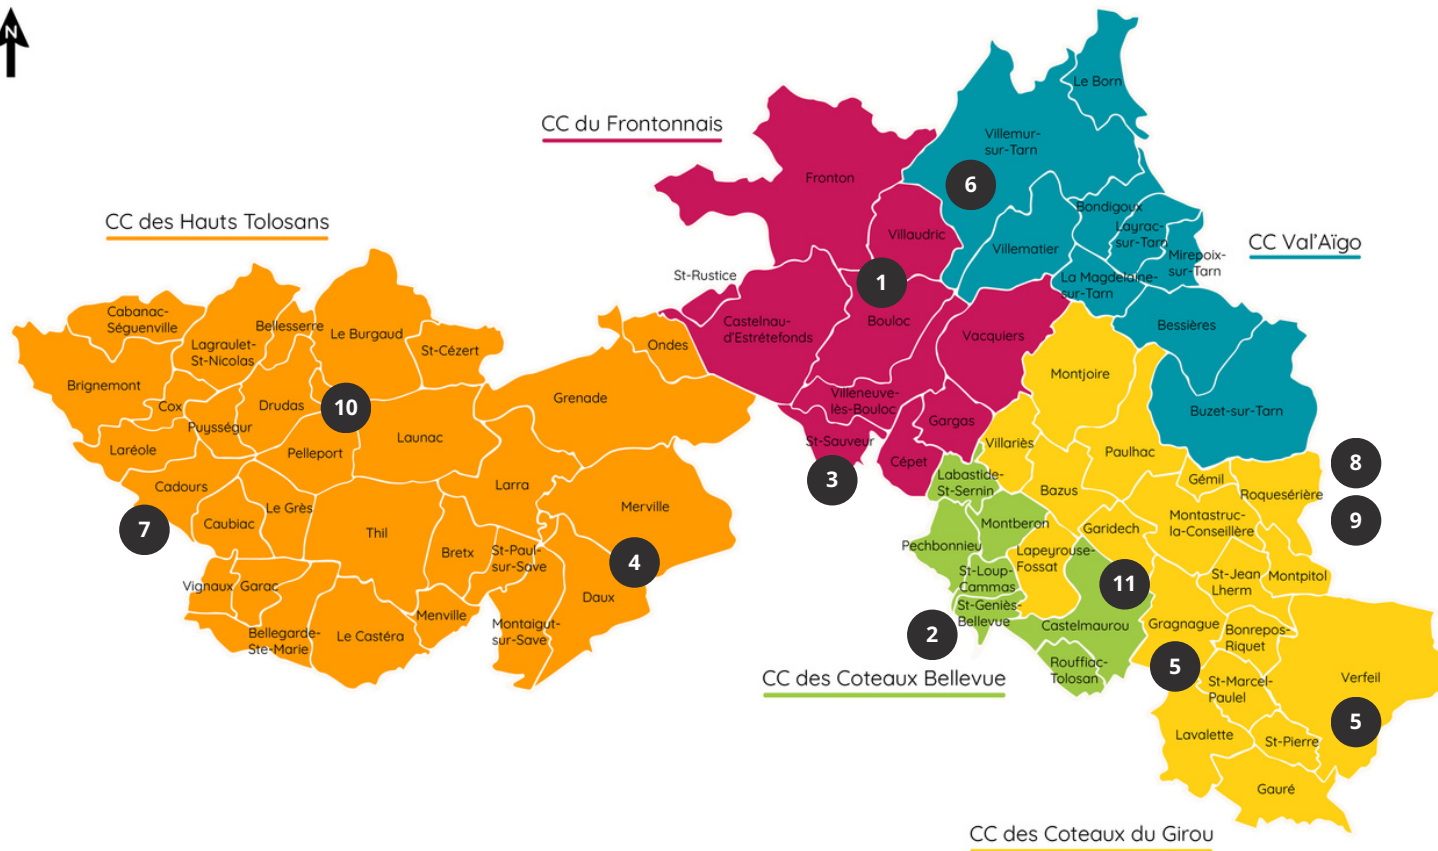 N
CC du Frontonnais
CC des Hauts Tolosans
CC Val'Aïgo
CC des Coteaux Bellevue
CC des Coteaux du Girou
Le Born
Villemur-
sur-Tarn
6
Bondigoux
Layrac-
sur-Tarn
Mirepoix-
sur-Tarn
Villematier
La Magdelaine-
sur-Tarn
Bessières
Buzet-sur-Tarn
Fronton
Villaudric
1
Bouloc
St-Rustice
Castelnau-
d'Estrétefonds
Vacquiers
Villeneuve-
lès-Bouloc
Gargas
St-Sauveur
3
Cépet
Cabanac-
Séguenville
Bellesserre
Le Burgaud
Lagraulet-
St-Nicolas
St-Cézert
Ondes
Brignemont
Cox
Drudas
10
Grenade
Puységur
Launac
Laréole
Pelleport
Cadours
Larra
Le Grès
Merville
7
Caubiac
Thil
Bretx
St-Paul-
sur-Save
4
Vignaux
Garac
Daux
Menville
Bellegarde-
Ste-Marie
Le Castéra
Montaigut-
sur-Save
Labastide-
St-Sernin
Montberon
Pechbonnieu
St-Loup-
Cammas
St-Geniès-
Bellevue
2
11
Castelmaurou
Rouffiac-
Tolosan
Montjoire
Villariès
Paulhac
Bazus
Gémil
Roquesérière
8
9
Garidech
Montastruc-
la-Conseillère
Lapeyrouse-
Fossat
St-Jean
Lherm
Montpitol
Gragnague
Bonrepos-
Riquet
5
St-Marcel-
Paulel
Verfeil
5
Lavalette
St-Pierre
Gauré